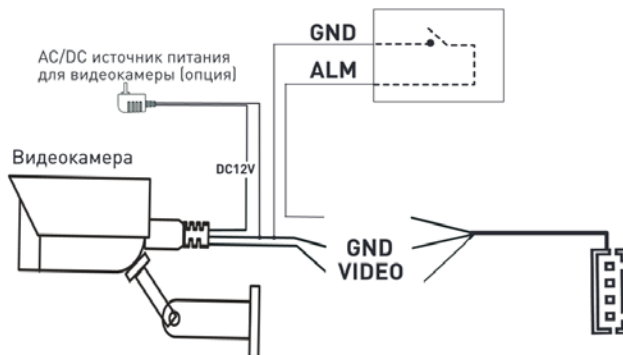 AC/DC источник питания
для видеокамеры (опция)
GND
ALM
Видеокамера
DC12V
GND
VIDEO